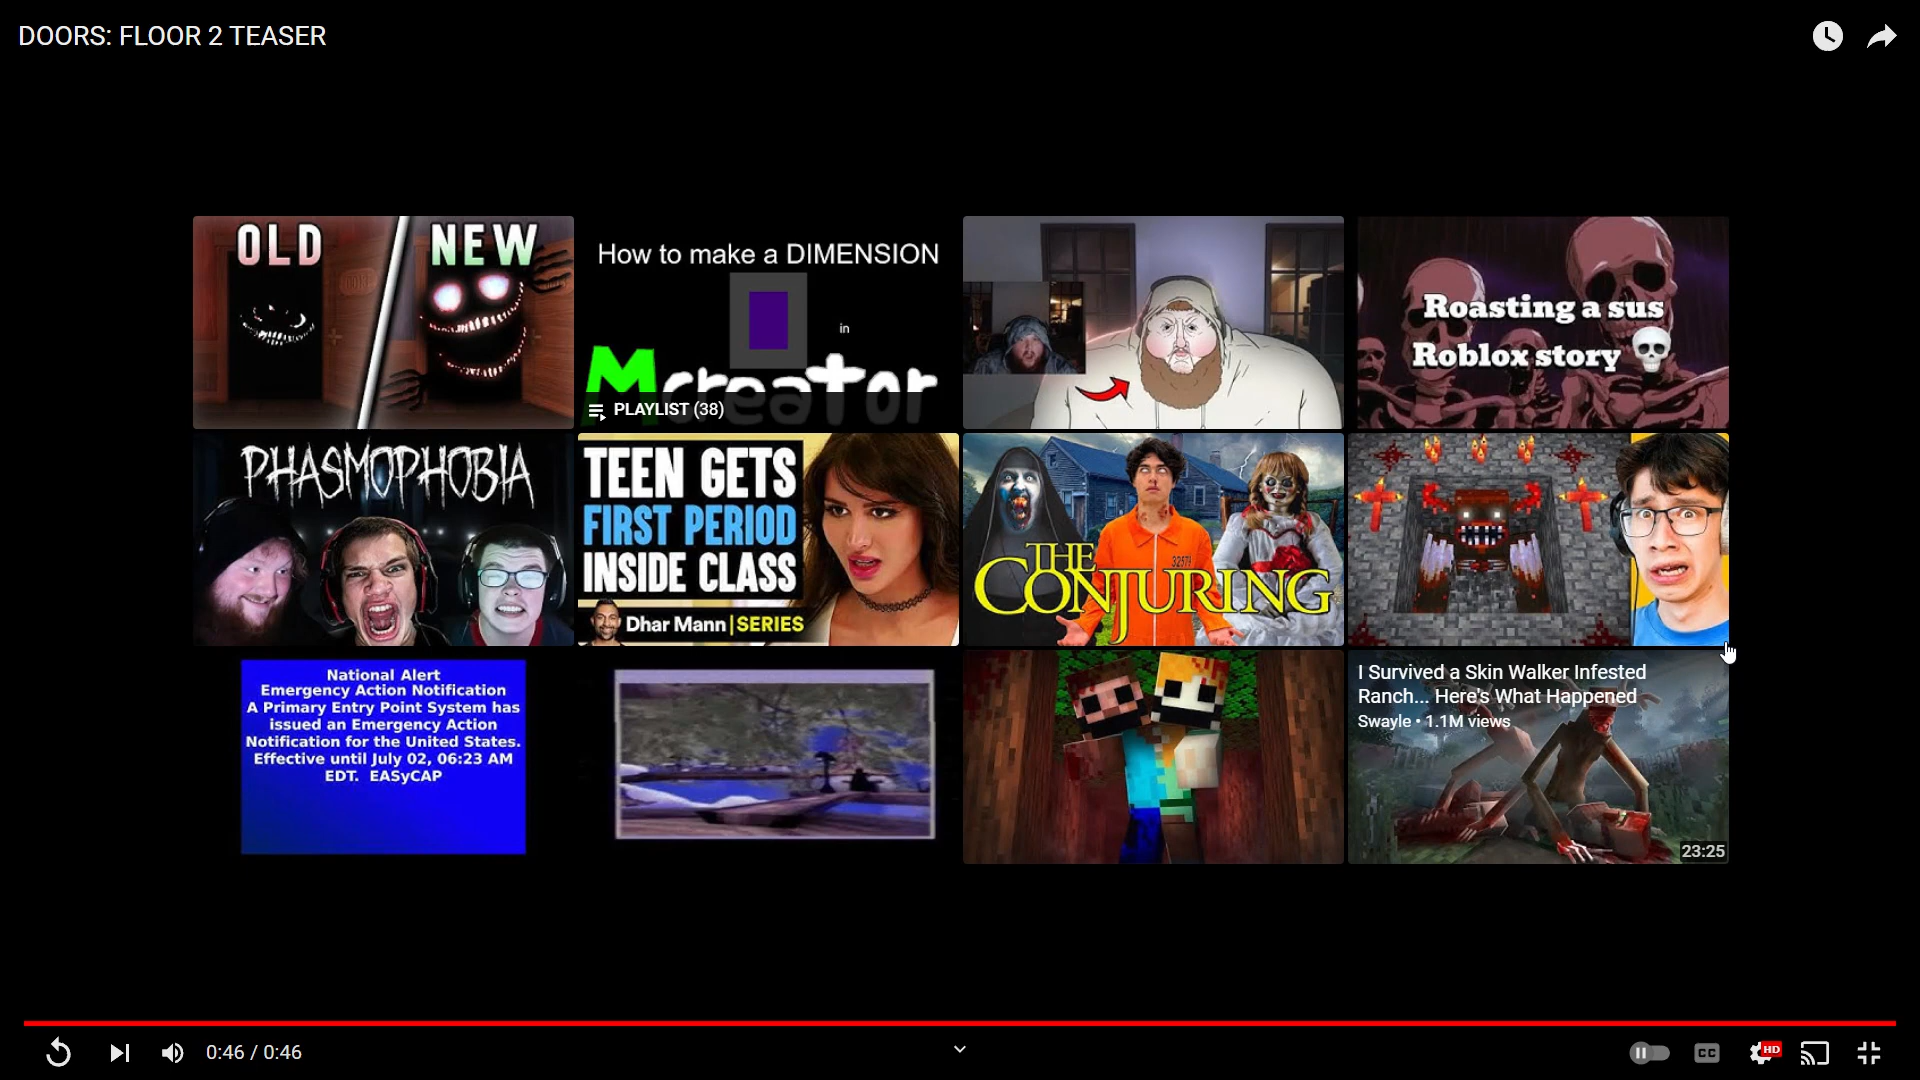 DOORS: FLOOR 2 TEASER
OLD
NEW
How to make a DIMENSION
in
Mcreator
PLAYLIST (38)
Roasting a sus
Roblox story
PHASMOPHOBIA
TEEN GETS
FIRST PERIOD
INSIDE CLASS
Dhar Mann | SERIES
THE
CONJURING
National Alert
Emergency Action Notification
A Primary Entry Point System has
issued an Emergency Action
Notification for the United States.
Effective until July 02, 06:23 AM
EDT. EASyCAP
I Survived a Skin Walker Infested
Ranch... Here's What Happened
Swayle • 1.1M views
23:25
0:46 / 0:46
CC
HD